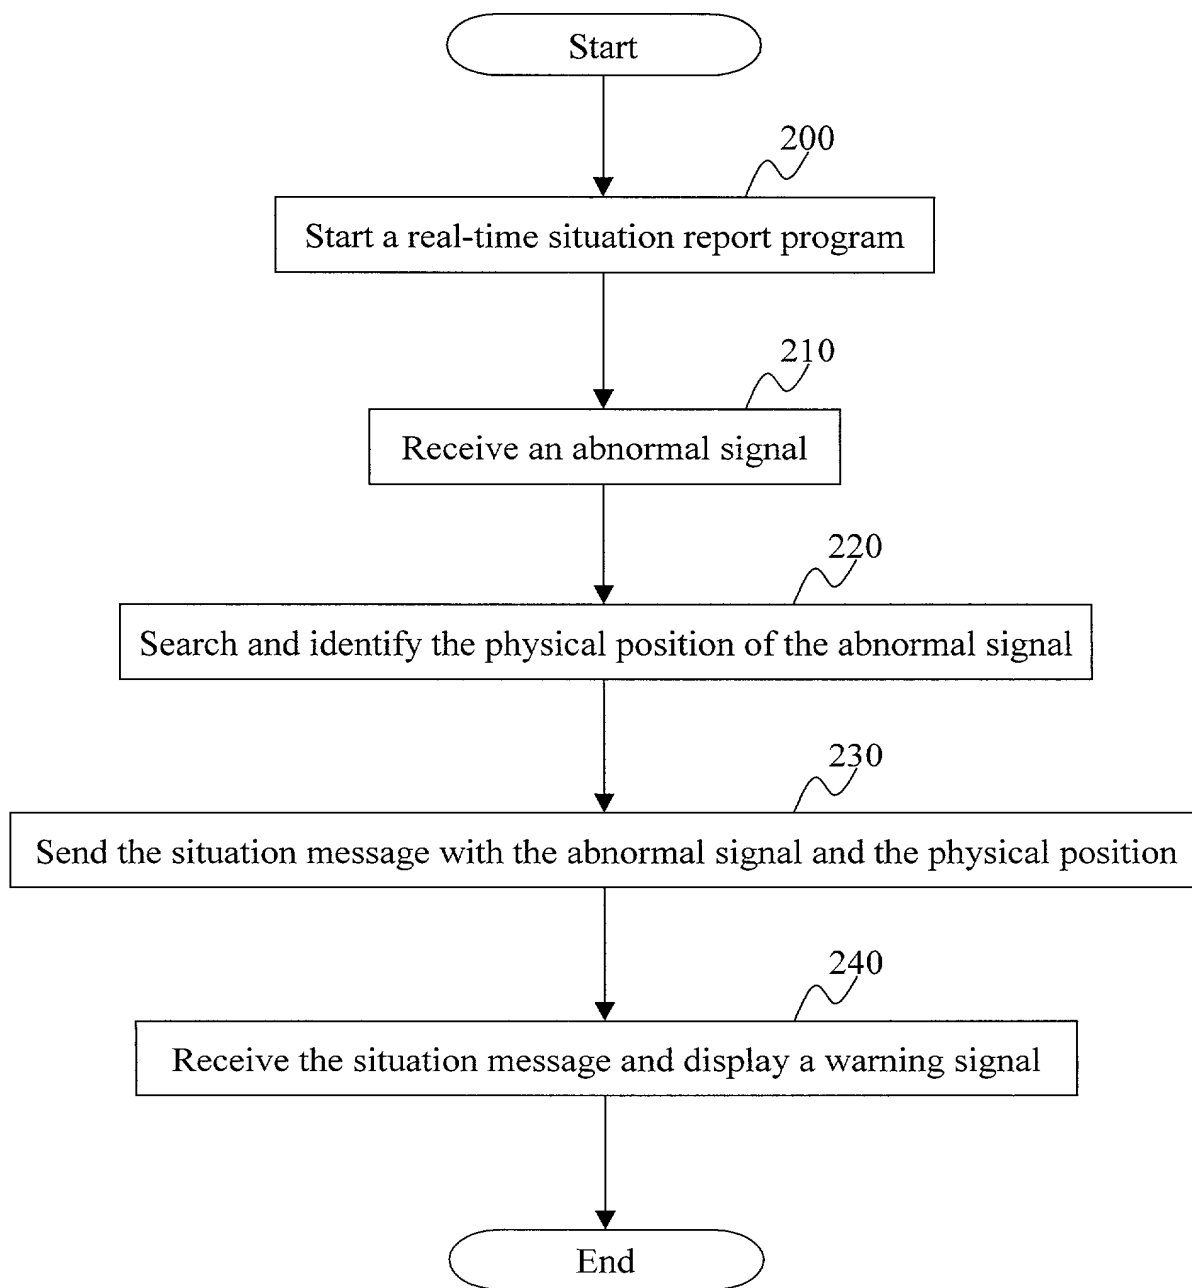 Start
200
Start a real-time situation report program
210
Receive an abnormal signal
220
Search and identify the physical position of the abnormal signal
230
Send the situation message with the abnormal signal and the physical position
240
Receive the situation message and display a warning signal
End